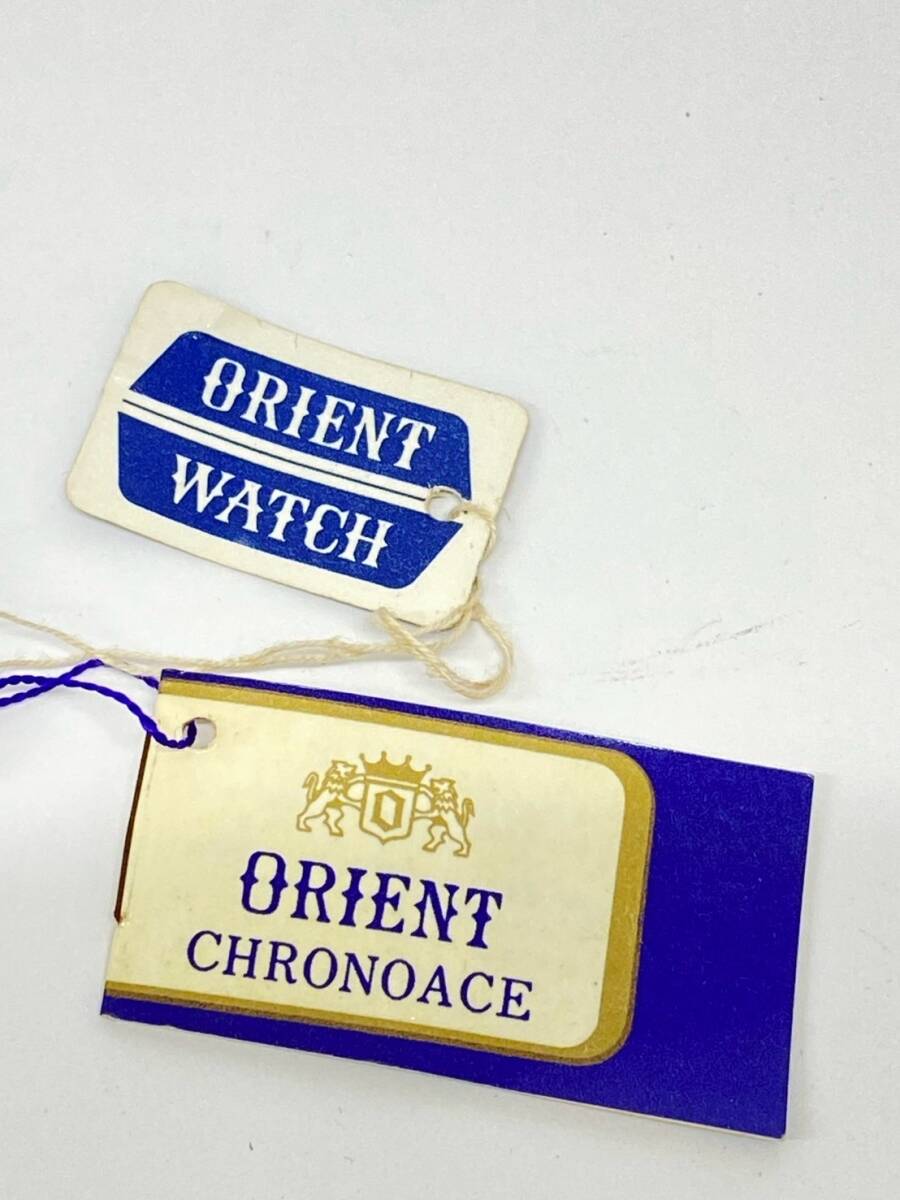 ORIENT
WATCH
O
ORIENT
CHRONOACE